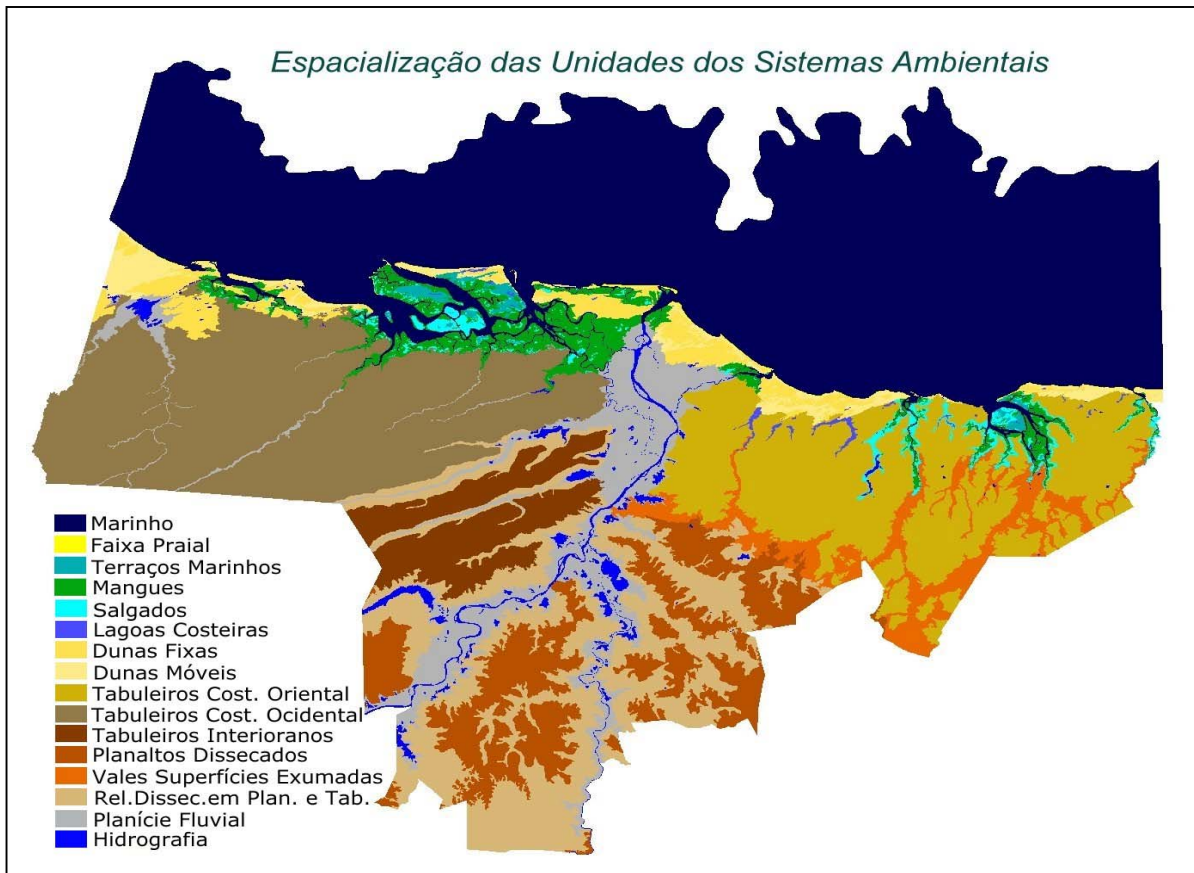 Espacialização das Unidades dos Sistemas Ambientais
Marinho
Faixa Praial
Terraços Marinhos
Mangues
Salgados
Lagoas Costeiras
Dunas Fixas
Dunas Móveis
Tabuleiros Cost. Oriental
Tabuleiros Cost. Ocidental
Tabuleiros Interioranos
Planaltos Dissecados
Vales Superfícies Exumadas
Rel.Dissec.em Plan. e Tab.
Planície Fluvial
Hidrografia